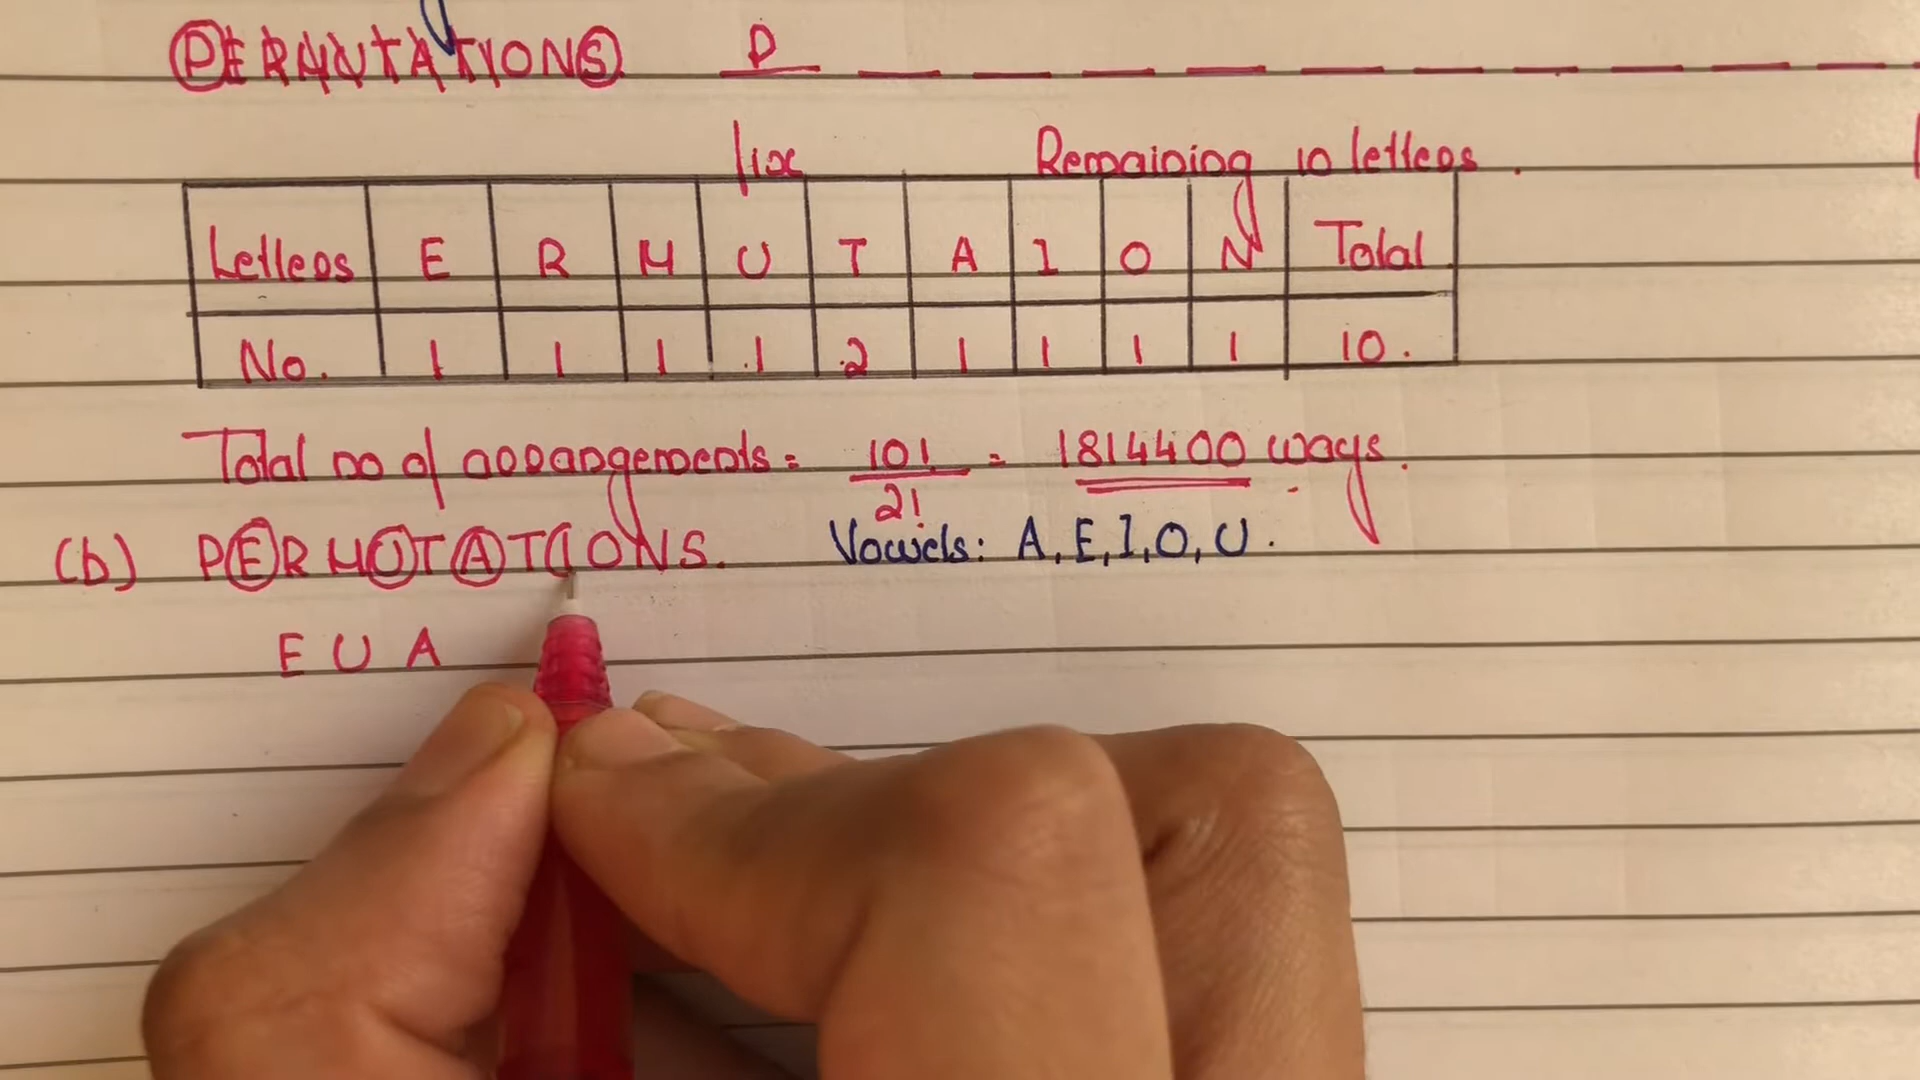 PERMUTATIONS P
fix Remaining 10 letters.
Letters E R M U T A I O N Total
No. 1 1 1 1 2 1 1 1 1 10.
Total no of arrangements = 10! / 2! = 1814400 ways.
(b) PERMUTATIONS. Vowels: A, E, I, O, U.
E U A